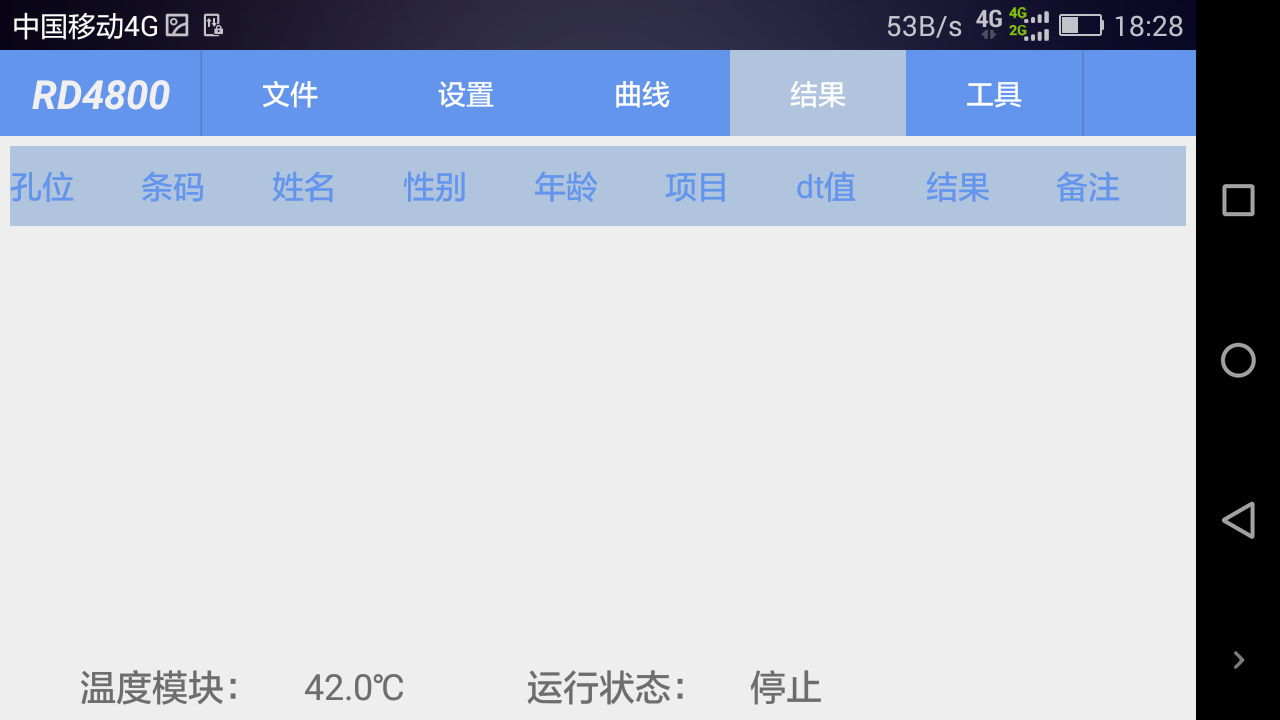 中国移动4G 53B/s 4G 4G 2G 18:28
RD4800 文件 设置 曲线 结果 工具
孔位 条码 姓名 性别 年龄 项目 dt值 结果 备注
温度模块： 42.0℃ 运行状态： 停止